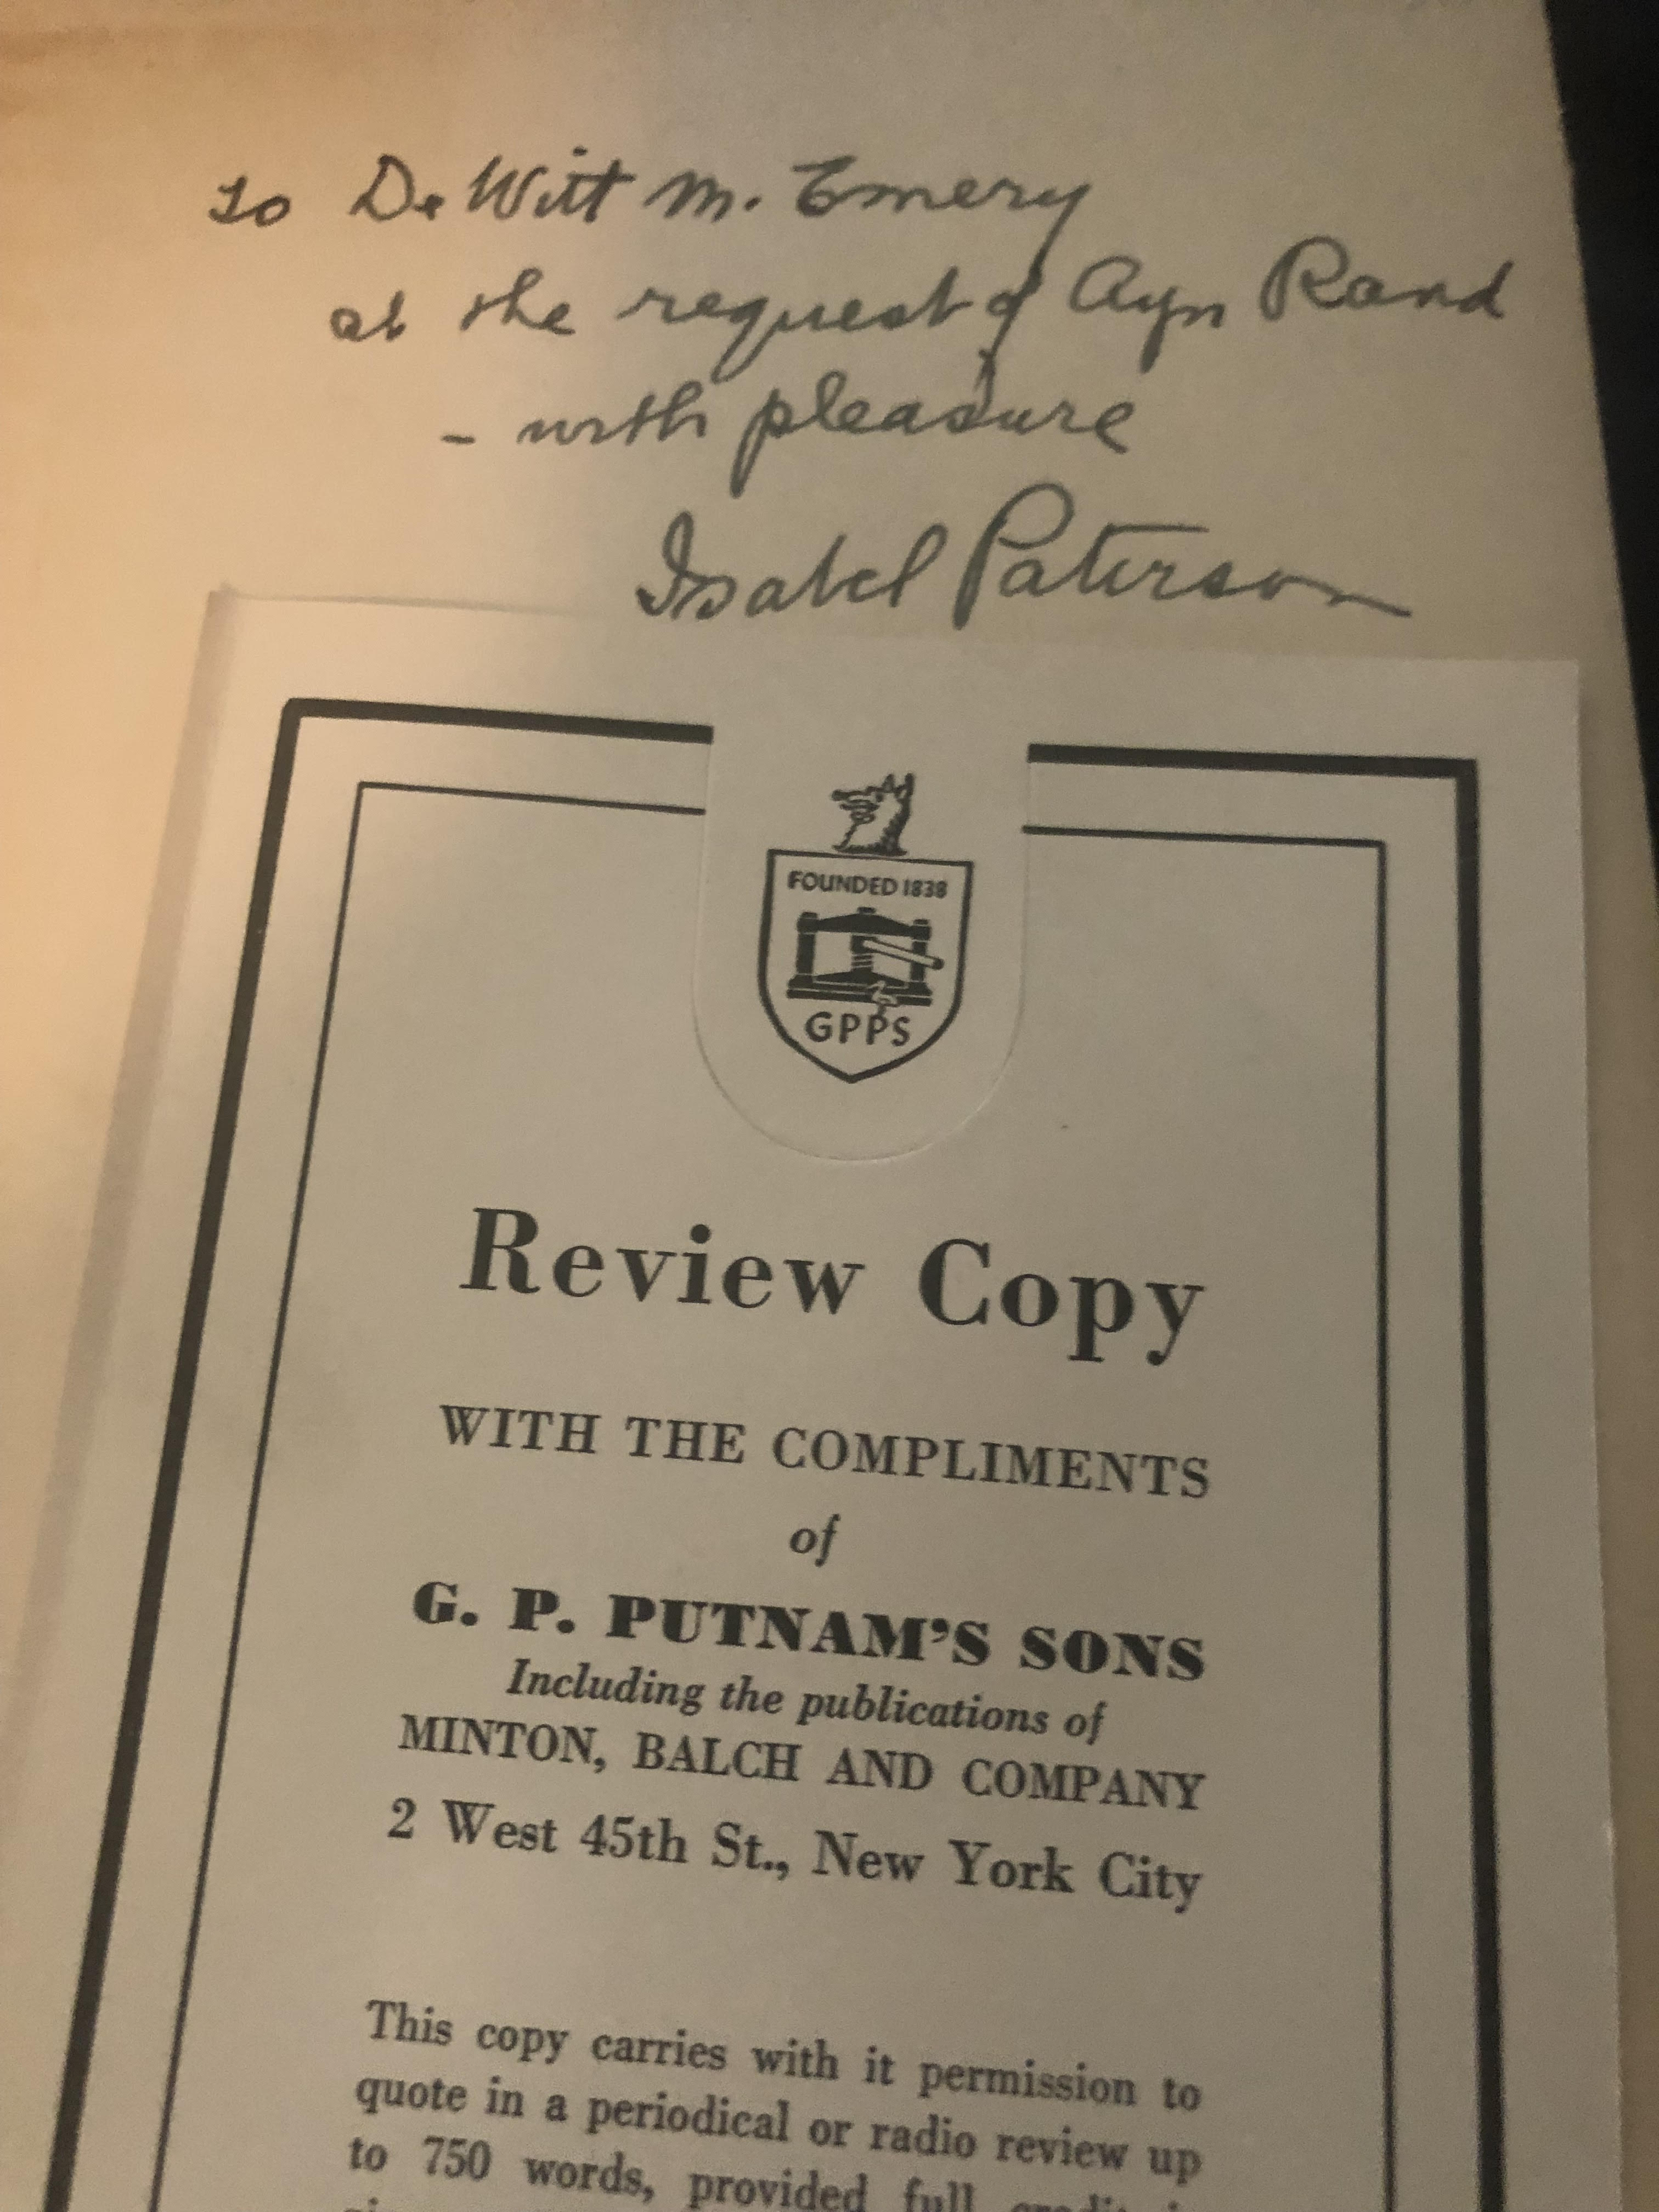 to DeWitt M. Emery
at the request of Ayn Rand
- with pleasure
Isabel Paterson
FOUNDED 1838
GPPS
Review Copy
WITH THE COMPLIMENTS
of
G. P. PUTNAM'S SONS
Including the publications of
MINTON, BALCH AND COMPANY
2 West 45th St., New York City
This copy carries with it permission to
quote in a periodical or radio review up
to 750 words, provided full